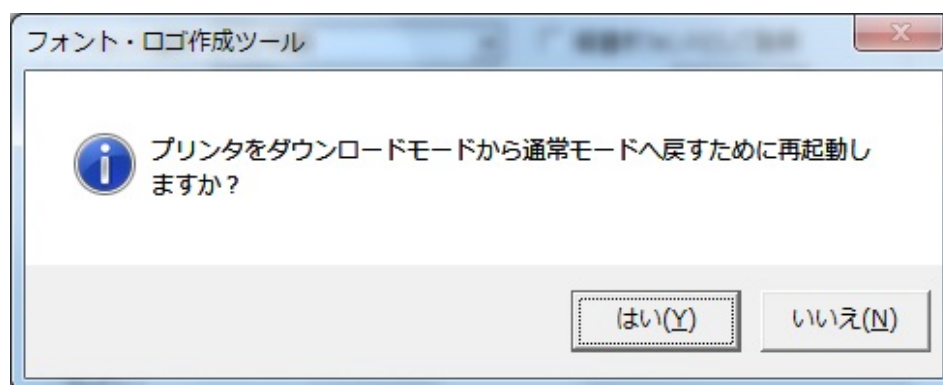 フォント・ロゴ作成ツール
プリンタをダウンロードモードから通常モードへ戻すために再起動し
ますか？
はい(Y)
いいえ(N)